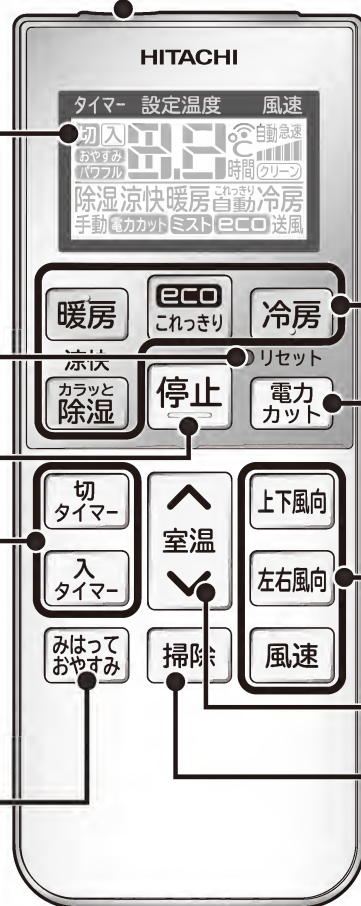 HITACHI
タイマー 設定温度 風速
切 入 8.8 ℃ 自動 急速
おやすみ
パワフル 時間 クリーン
除湿 涼快 暖房 これっきり自動 冷房
手動 電力カット ミスト eco 送風
暖房
eco
これっきり
冷房
涼快
リセット
カラッと
除湿
停止
電力
カット
切
タイマー
室温
上下風向
入
タイマー
左右風向
みはって
おやすみ
掃除
風速